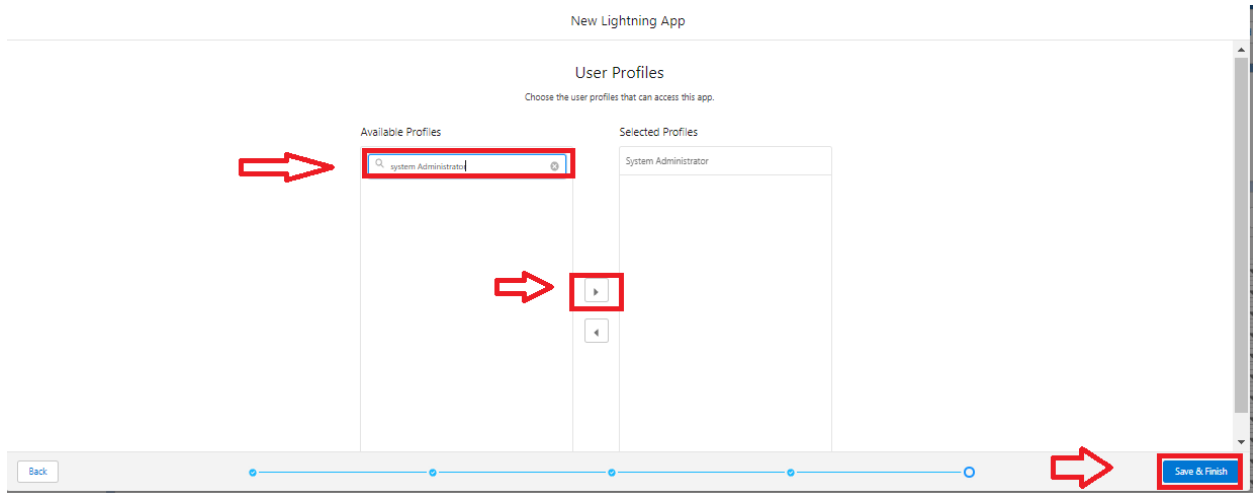 New Lightning App
User Profiles
Choose the user profiles that can access this app.
Available Profiles
Selected Profiles
system Administrator
System Administrator
Back
Save & Finish